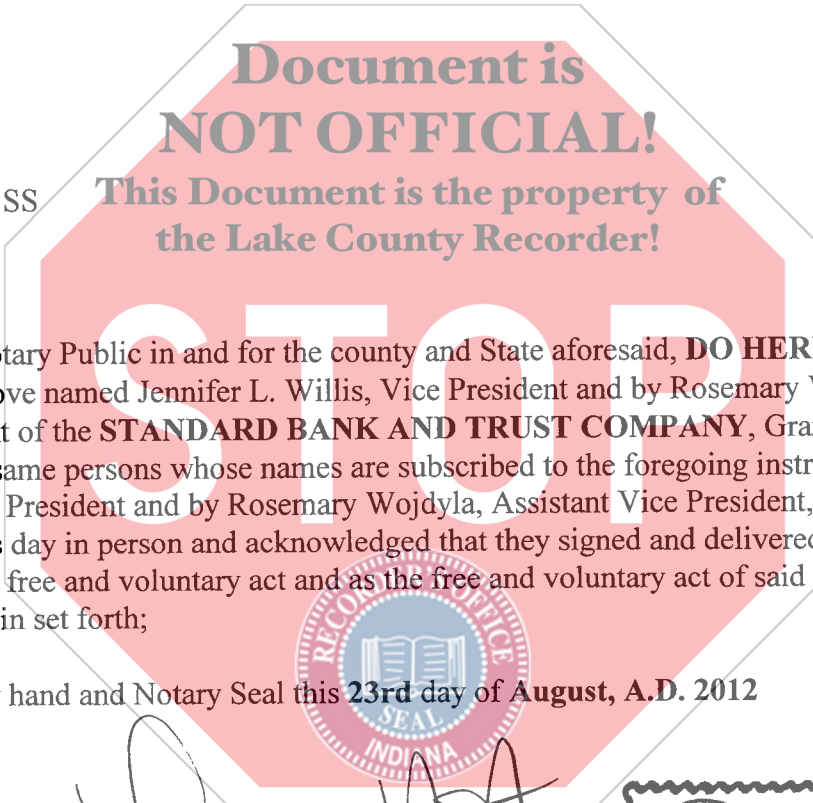 Document is
NOT OFFICIAL!
This Document is the property of
the Lake County Recorder!
SS
STOP
tary Public in and for the county and State aforesaid, DO HER
ve named Jennifer L. Willis, Vice President and by Rosemary
t of the STANDARD BANK AND TRUST COMPANY, Gra
same persons whose names are subscribed to the foregoing instr
President and by Rosemary Wojdyla, Assistant Vice President,
s day in person and acknowledged that they signed and delivered
free and voluntary act and as the free and voluntary act of said
in set forth;
hand and Notary Seal this 23rd day of August, A.D. 2012
RECORDER OFFICE
SEAL
INDIANA